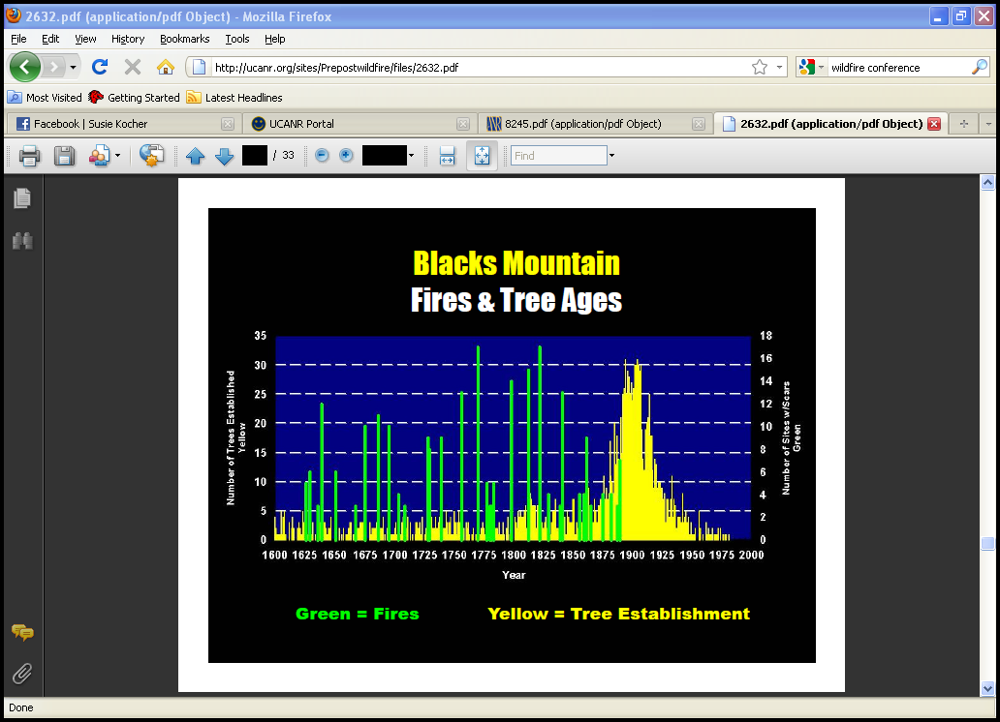 2632.pdf (application/pdf Object) - Mozilla Firefox
File Edit View History Bookmarks Tools Help
http://ucanr.org/sites/Prepostwildfire/files/2632.pdf
wildfire conference
Most Visited Getting Started Latest Headlines
Facebook | Susie Kocher
UCANR Portal
8245.pdf (application/pdf Object)
2632.pdf (application/pdf Object)
/ 33
Find
Blacks Mountain
Fires & Tree Ages
Number of Trees Established
Yellow
35
30
25
20
15
10
5
0
18
16
14
12
10
8
6
4
2
0
Number of Sites w/Scars
Green
1600 1625 1650 1675 1700 1725 1750 1775 1800 1825 1850 1875 1900 1925 1950 1975 2000
Year
Green = Fires
Yellow = Tree Establishment
Done